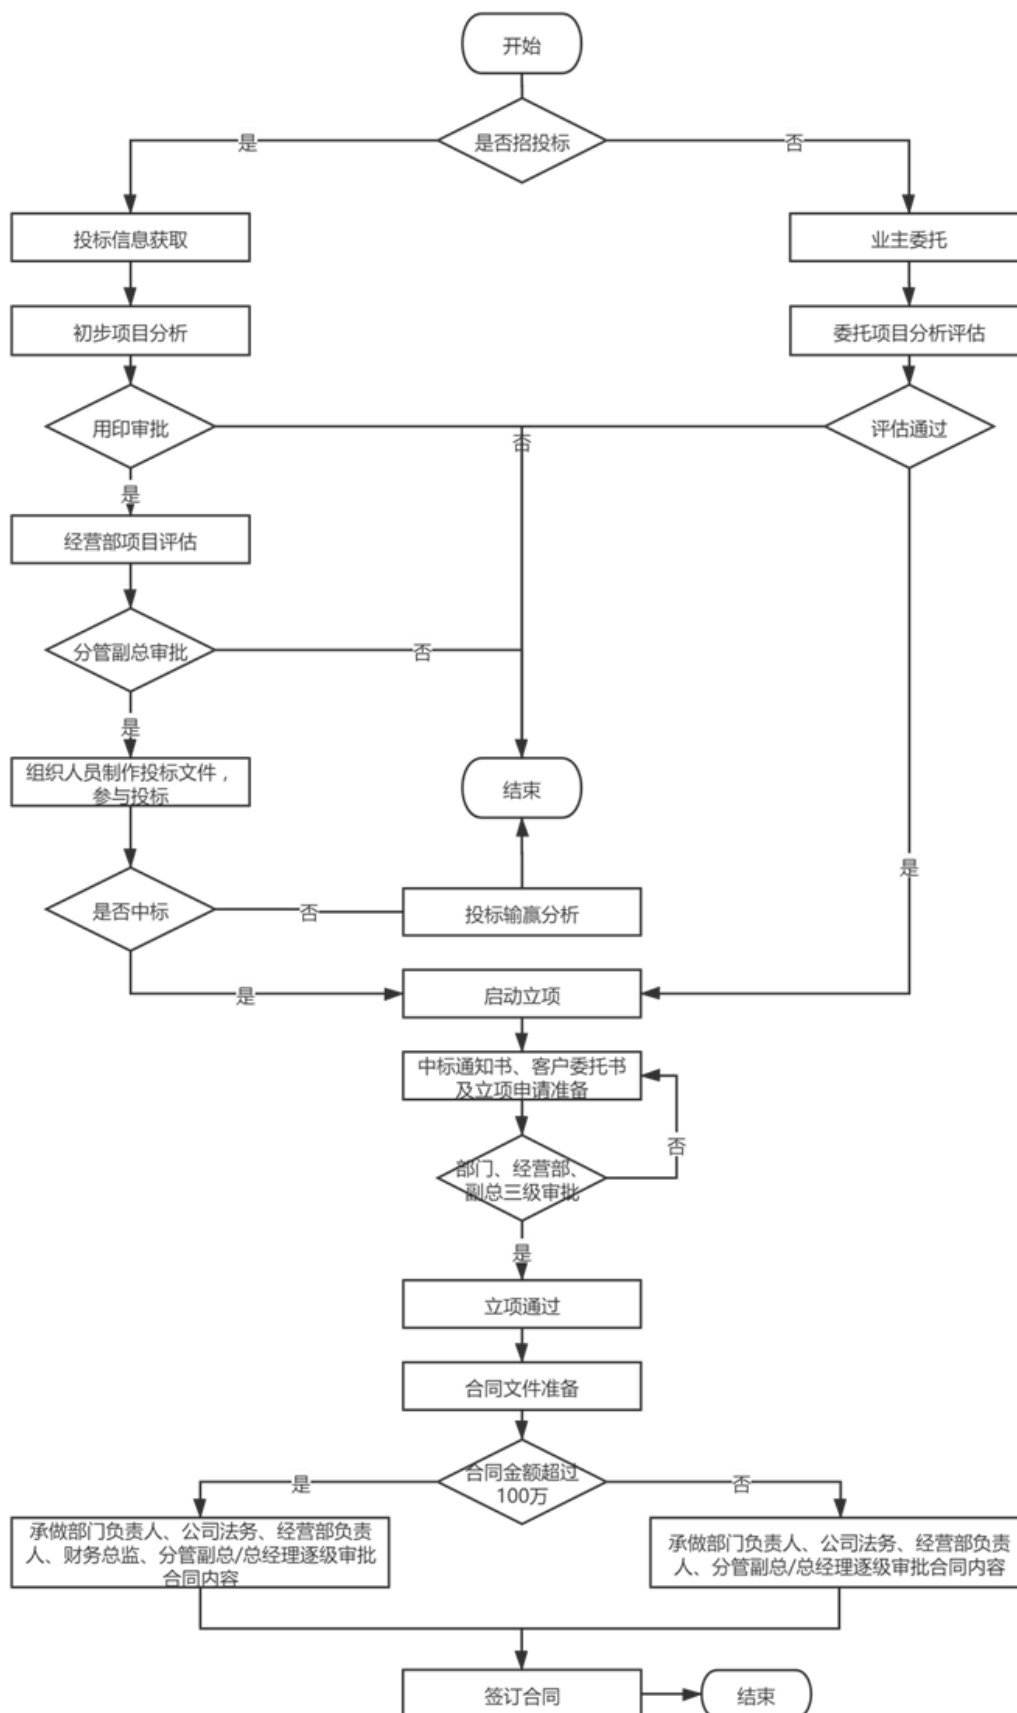 开始
是否招投标
是
否
投标信息获取
业主委托
初步项目分析
委托项目分析评估
用印审批
否
评估通过
是
经营部项目评估
分管副总审批
否
是
组织人员制作投标文件，
参与投标
结束
是
是否中标
否
投标输赢分析
是
启动立项
中标通知书、客户委托书
及立项申请准备
否
部门、经营部、
副总三级审批
是
立项通过
合同文件准备
合同金额超过
100万
是
否
承做部门负责人、公司法务、经营部负责
人、财务总监、分管副总/总经理逐级审批
合同内容
承做部门负责人、公司法务、经营部负责
人、分管副总/总经理逐级审批合同内容
签订合同
结束